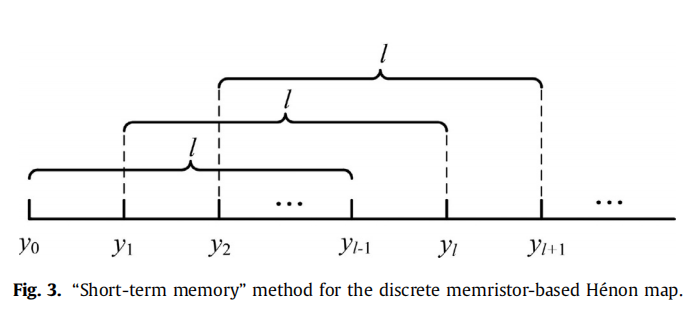 l
l
l
... ...
y0 y1 y2 yl-1 yl yl+1
Fig. 3. “Short-term memory” method for the discrete memristor-based Hénon map.